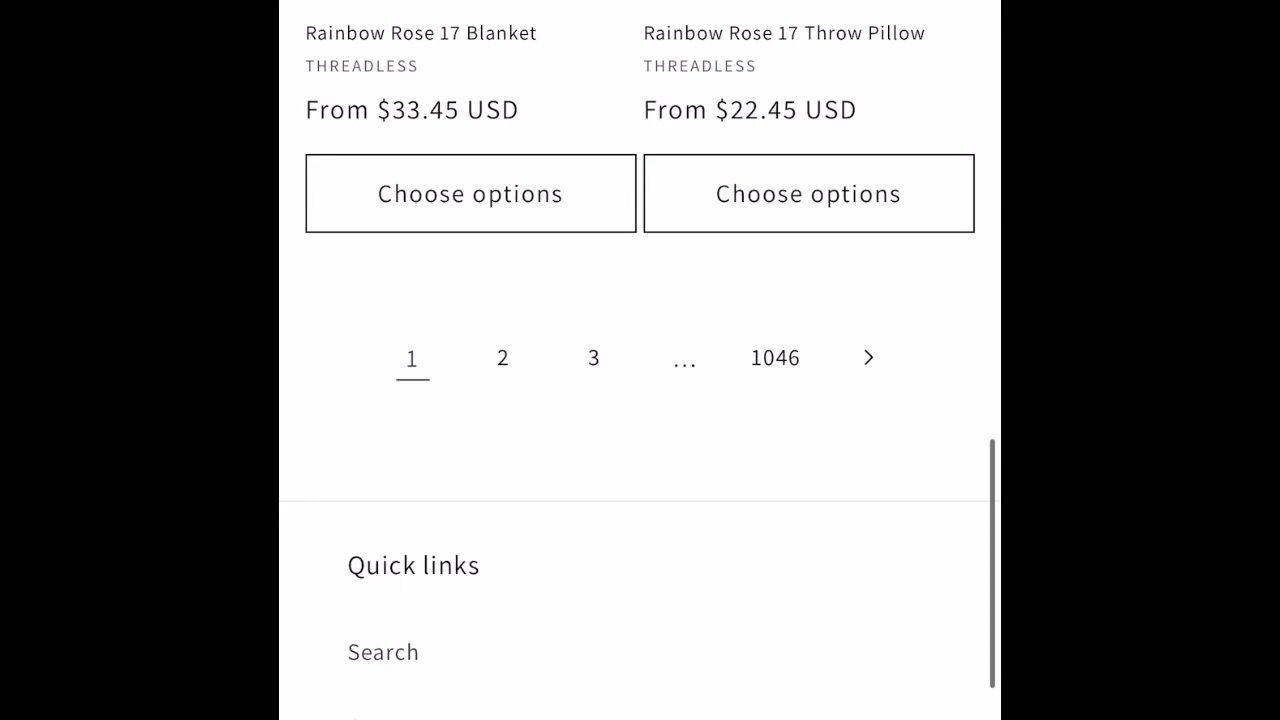 Rainbow Rose 17 Blanket
Rainbow Rose 17 Throw Pillow
THREADLESS
THREADLESS
From $33.45 USD
From $22.45 USD
Choose options
Choose options
1 2 3 ... 1046
Quick links
Search